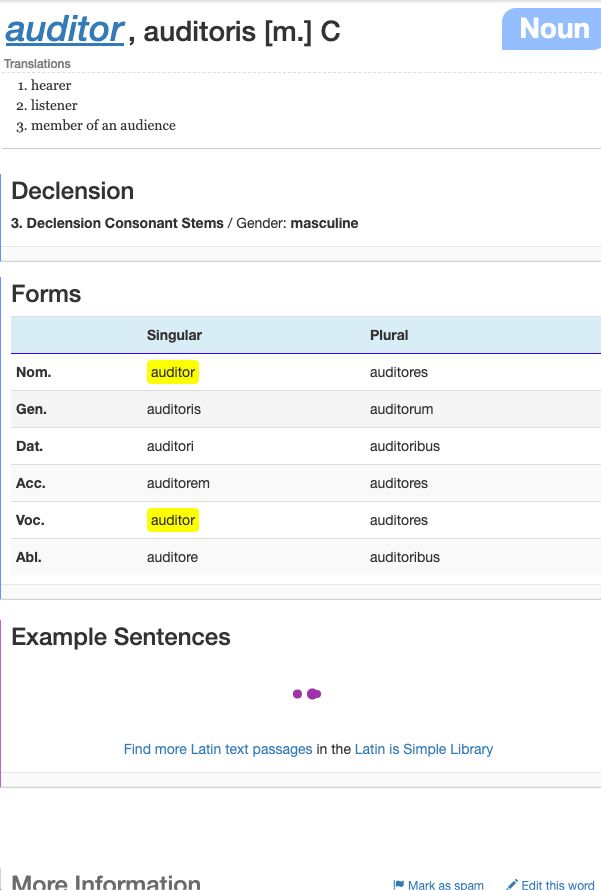 auditor, auditoris [m.] C
Noun
Translations
1. hearer
2. listener
3. member of an audience
Declension
3. Declension Consonant Stems / Gender: masculine
Forms
Singular Plural
Nom. auditor auditores
Gen. auditoris auditorum
Dat. auditori auditoribus
Acc. auditorem auditores
Voc. auditor auditores
Abl. auditore auditoribus
Example Sentences
Find more Latin text passages in the Latin is Simple Library
More Information
Mark as spam Edit this word